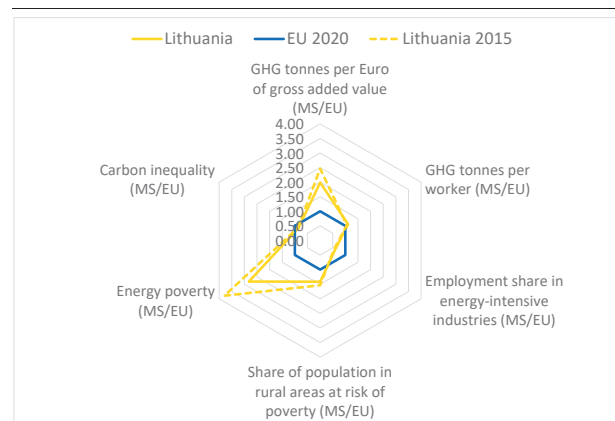 Lithuania EU 2020 Lithuania 2015
GHG tonnes per Euro
of gross added value
(MS/EU)
4.00
3.50
3.00
2.50
2.00
1.50
1.00
0.50
0.00
Carbon inequality
(MS/EU)
GHG tonnes per
worker (MS/EU)
Energy poverty
(MS/EU)
Employment share in
energy-intensive
industries (MS/EU)
Share of population in
rural areas at risk of
poverty (MS/EU)